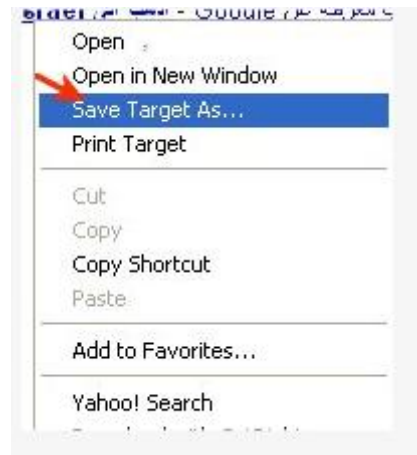 Google -
Open
Open in New Window
Save Target As...
Print Target
Cut
Copy
Copy Shortcut
Paste
Add to Favorites...
Yahoo! Search